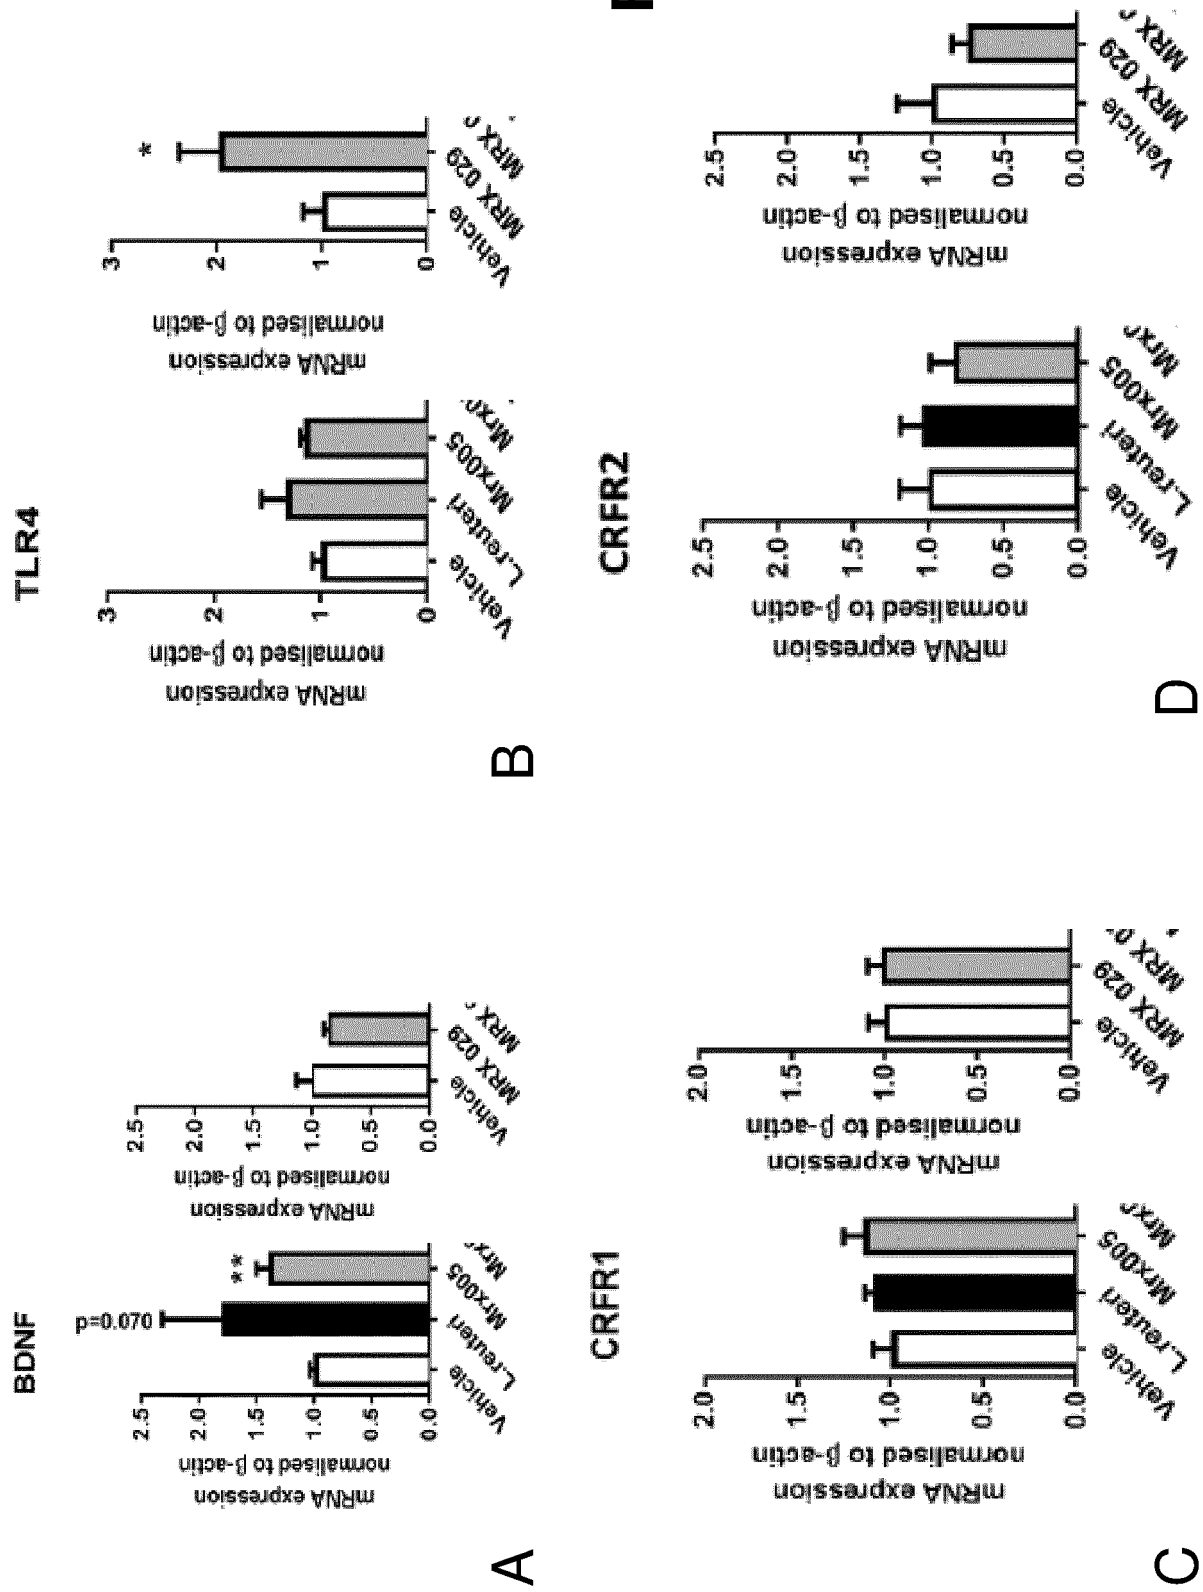 A
BDNF
mRNA expression
normalised to β-actin
2.5
2.0
1.5
1.0
0.5
0.0
p=0.070
**
Vehicle
L.reuteri
Mrx005
mRNA expression
normalised to β-actin
2.5
2.0
1.5
1.0
0.5
0.0
Vehicle
MRX 029
MRX
B
TLR4
mRNA expression
normalised to β-actin
3
2
1
0
Vehicle
L.reuteri
Mrx005
mRNA expression
normalised to β-actin
3
2
1
0
*
Vehicle
MRX 029
MRX
C
CRFR1
mRNA expression
normalised to β-actin
2.0
1.5
1.0
0.5
0.0
Vehicle
L.reuteri
Mrx005
mRNA expression
normalised to β-actin
2.0
1.5
1.0
0.5
0.0
Vehicle
MRX 029
MRX
D
CRFR2
mRNA expression
normalised to β-actin
2.5
2.0
1.5
1.0
0.5
0.0
Vehicle
L.reuteri
Mrx005
mRNA expression
normalised to β-actin
2.5
2.0
1.5
1.0
0.5
0.0
Vehicle
MRX 029
MRX